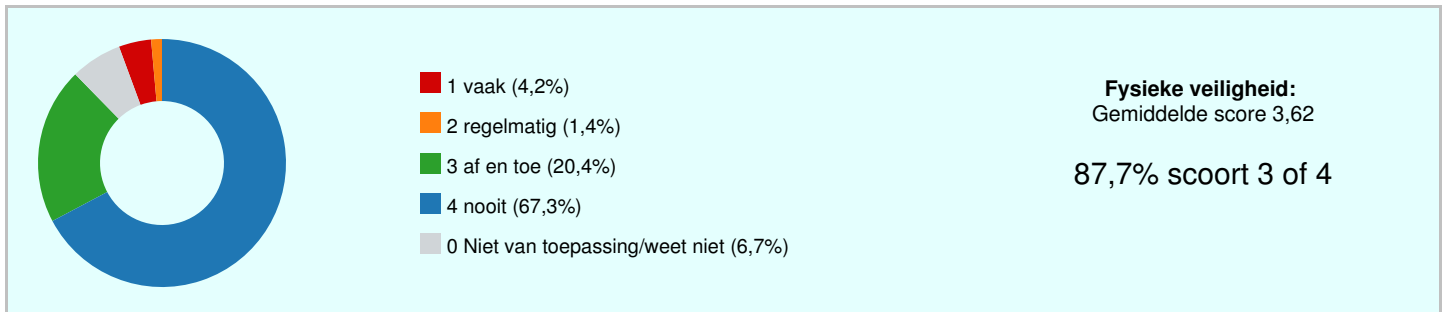 1 vaak (4,2%)
2 regelmatig (1,4%)
3 af en toe (20,4%)
4 nooit (67,3%)
0 Niet van toepassing/weet niet (6,7%)
Fysieke veiligheid:
Gemiddelde score 3,62
87,7% scoort 3 of 4